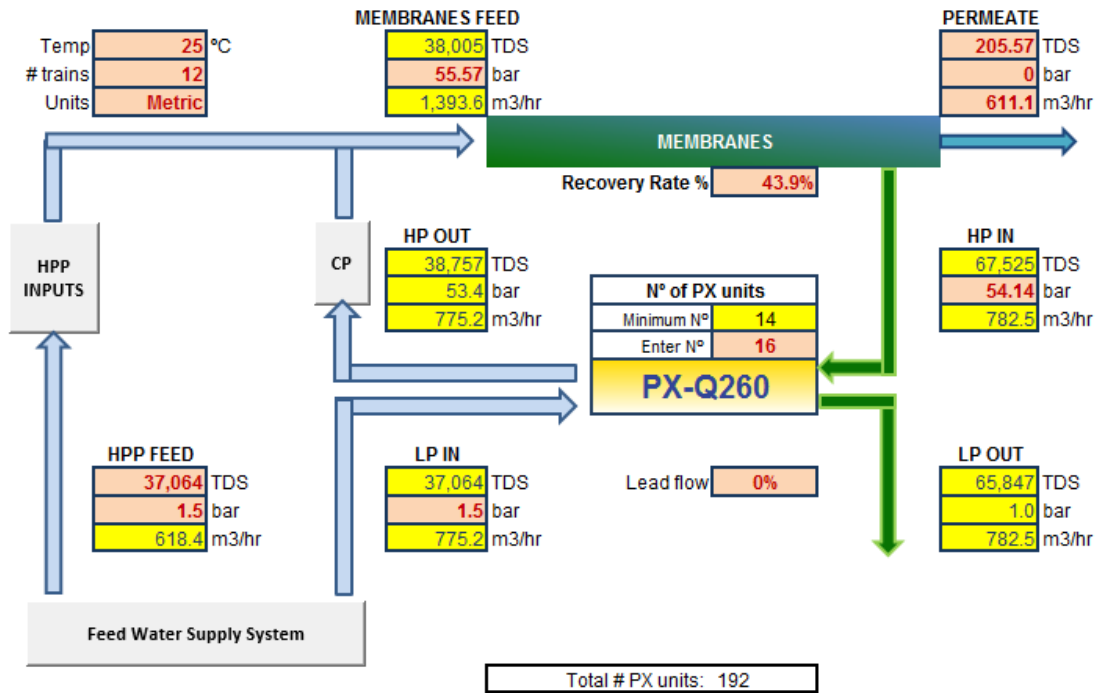 MEMBRANES FEED
PERMEATE
Temp 25 ºC
38,005 TDS
205.57 TDS
# trains 12
55.57 bar
0 bar
Units Metric
1,393.6 m3/hr
611.1 m3/hr
MEMBRANES
Recovery Rate % 43.9%
HPP
INPUTS
CP
HP OUT
38,757 TDS
53.4 bar
775.2 m3/hr
HP IN
67,525 TDS
54.14 bar
782.5 m3/hr
Nº of PX units
Minimum Nº 14
Enter Nº 16
PX-Q260
HPP FEED
37,064 TDS
1.5 bar
618.4 m3/hr
LP IN
37,064 TDS
1.5 bar
775.2 m3/hr
Lead flow 0%
LP OUT
65,847 TDS
1.0 bar
782.5 m3/hr
Feed Water Supply System
Total # PX units: 192